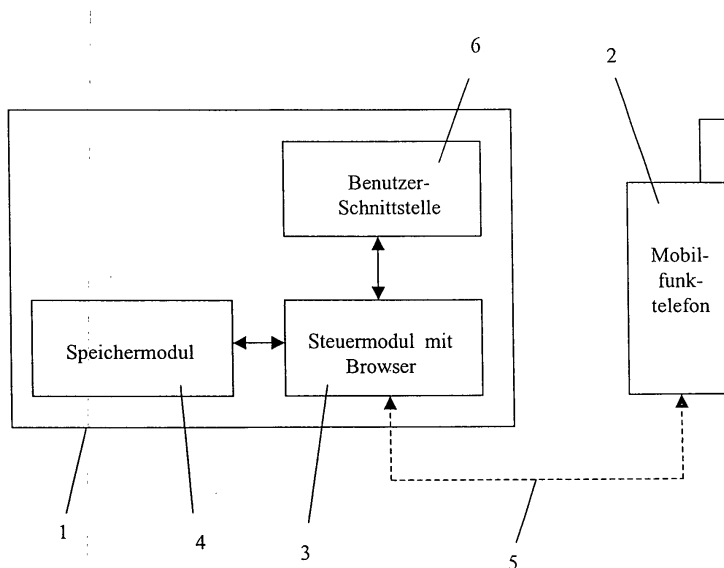 6
2
Benutzer-
Schnittstelle
Mobil-
funk-
telefon
Speichermodul
Steuermodul mit
Browser
1
4
3
5